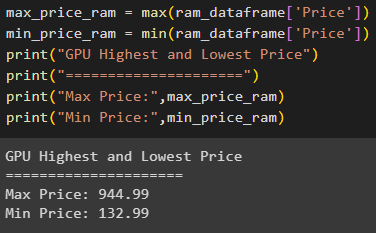 max_price_ram = max(ram_dataframe['Price'])
min_price_ram = min(ram_dataframe['Price'])
print("GPU Highest and Lowest Price")
print("=====================")
print("Max Price:",max_price_ram)
print("Min Price:",min_price_ram)
GPU Highest and Lowest Price
=====================
Max Price: 944.99
Min Price: 132.99